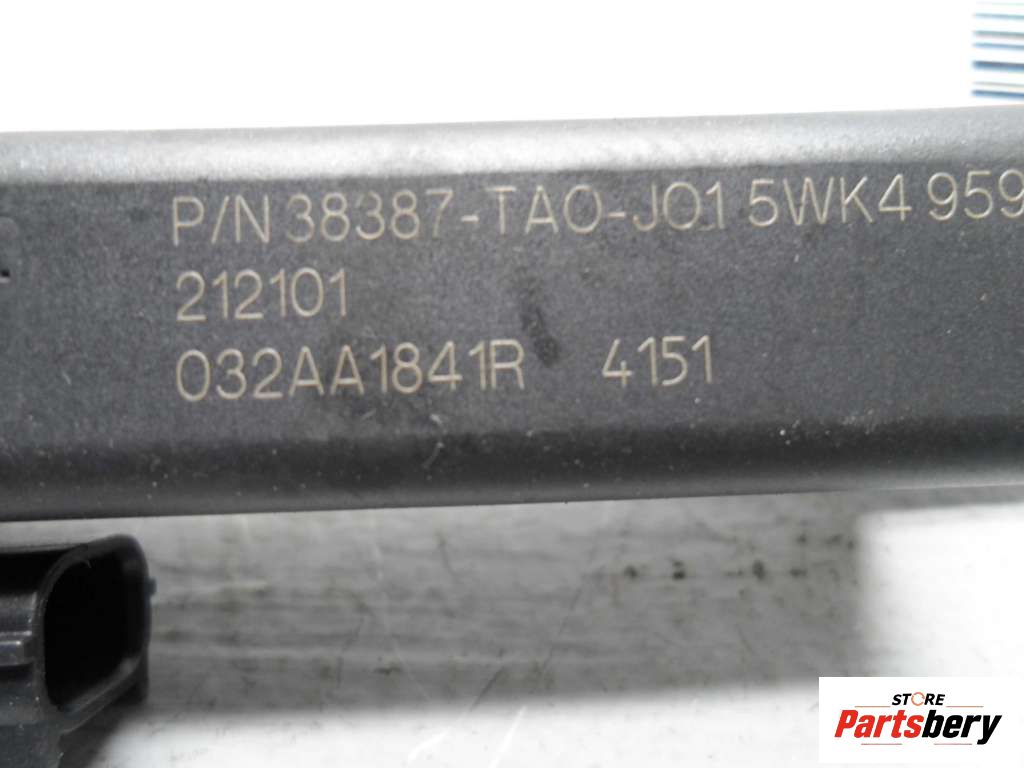 P/N 38387-TA0-J01 5WK4 959
212101
032AA1841R 4151
STORE
Partsbery